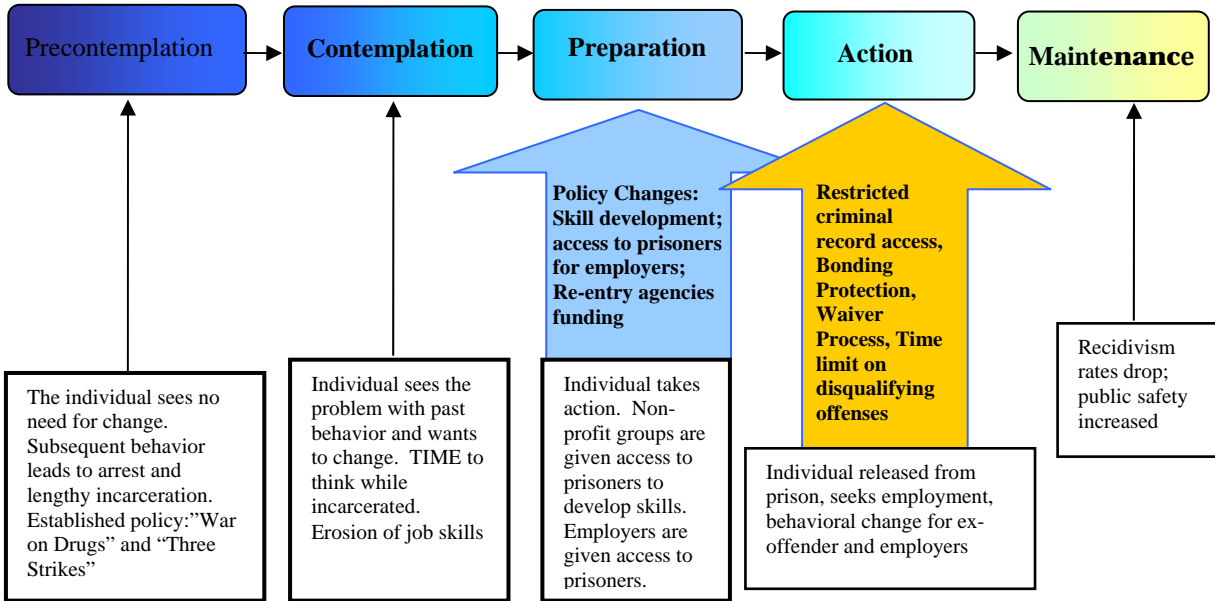 Precontemplation
Contemplation
Preparation
Action
Maintenance
Policy Changes:
Skill development;
access to prisoners
for employers;
Re-entry agencies
funding
Restricted
criminal
record access,
Bonding
Protection,
Waiver
Process, Time
limit on
disqualifying
offenses
The individual sees no
need for change.
Subsequent behavior
leads to arrest and
lengthy incarceration.
Established policy:”War
on Drugs” and “Three
Strikes”
Individual sees the
problem with past
behavior and wants
to change.  TIME to
think while
incarcerated.
Erosion of job skills
Individual takes
action.  Non-
profit groups are
given access to
prisoners to
develop skills.
Employers are
given access to
prisoners.
Individual released from
prison, seeks employment,
behavioral change for ex-
offender and employers
Recidivism
rates drop;
public safety
increased